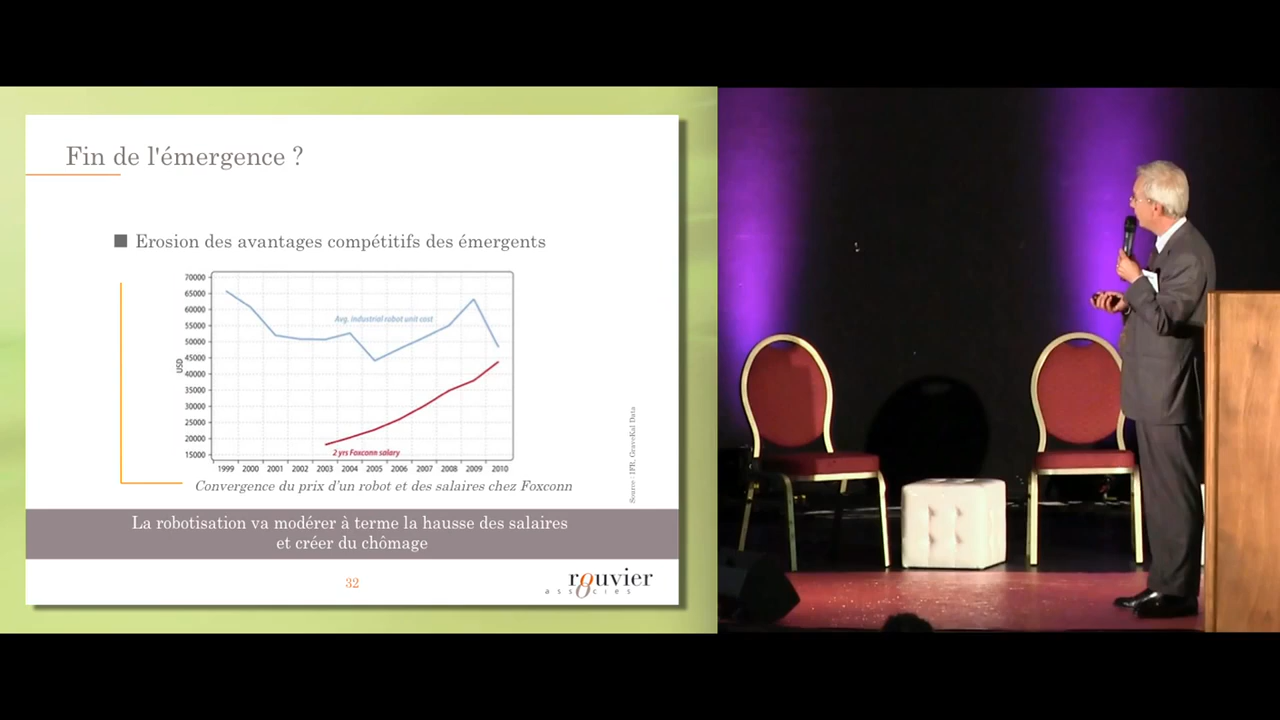 Fin de l'émergence ?
■ Erosion des avantages compétitifs des émergents
70000
65000
60000
55000
50000
45000
40000
35000
30000
25000
20000
15000
USD
Avg. industrial robot unit cost
2 yrs Foxconn salary
1999 2000 2001 2002 2003 2004 2005 2006 2007 2008 2009 2010
Source : IFR, GraveKal Data
Convergence du prix d'un robot et des salaires chez Foxconn
La robotisation va modérer à terme la hausse des salaires
et créer du chômage
32
rouvier
associés